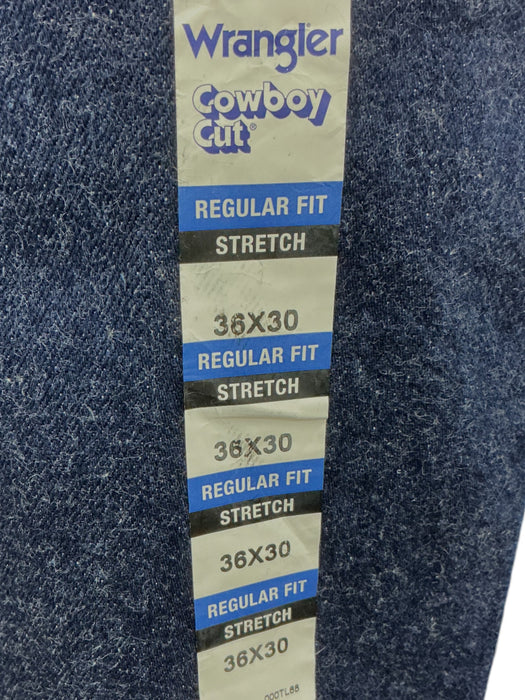 Wrangler
Cowboy
Cut®
REGULAR FIT
STRETCH
36X30
REGULAR FIT
STRETCH
36X30
REGULAR FIT
STRETCH
36X30
REGULAR FIT
STRETCH
36X30